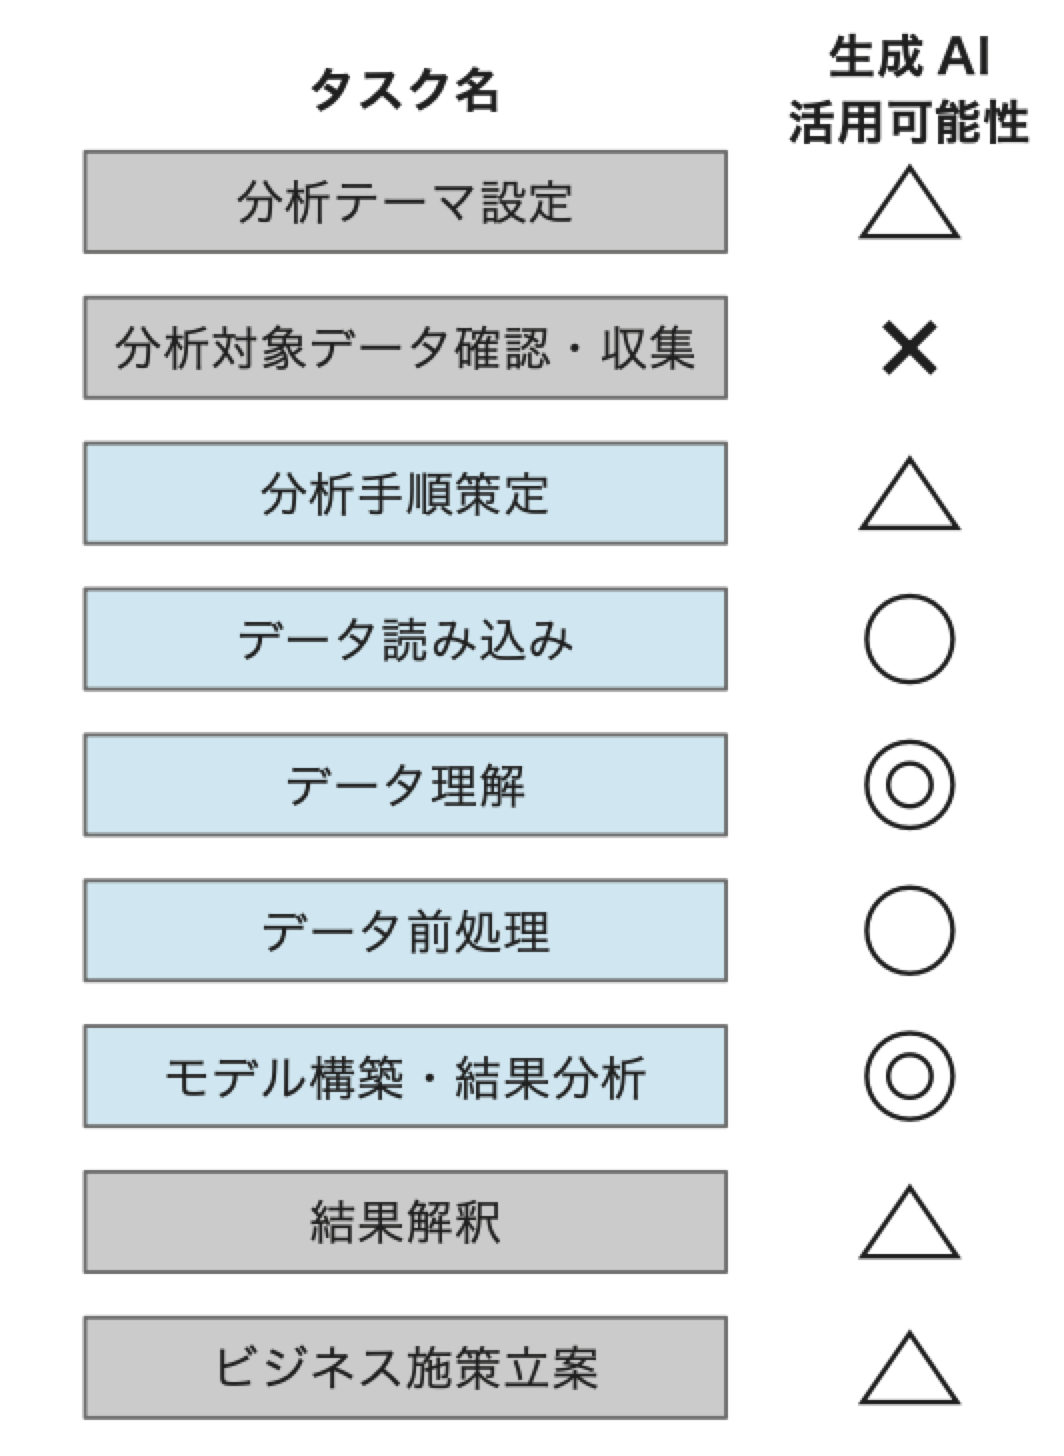 タスク名
生成 AI
活用可能性
分析テーマ設定 △
分析対象データ確認・収集 ×
分析手順策定 △
データ読み込み ○
データ理解 ◎
データ前処理 ○
モデル構築・結果分析 ◎
結果解釈 △
ビジネス施策立案 △